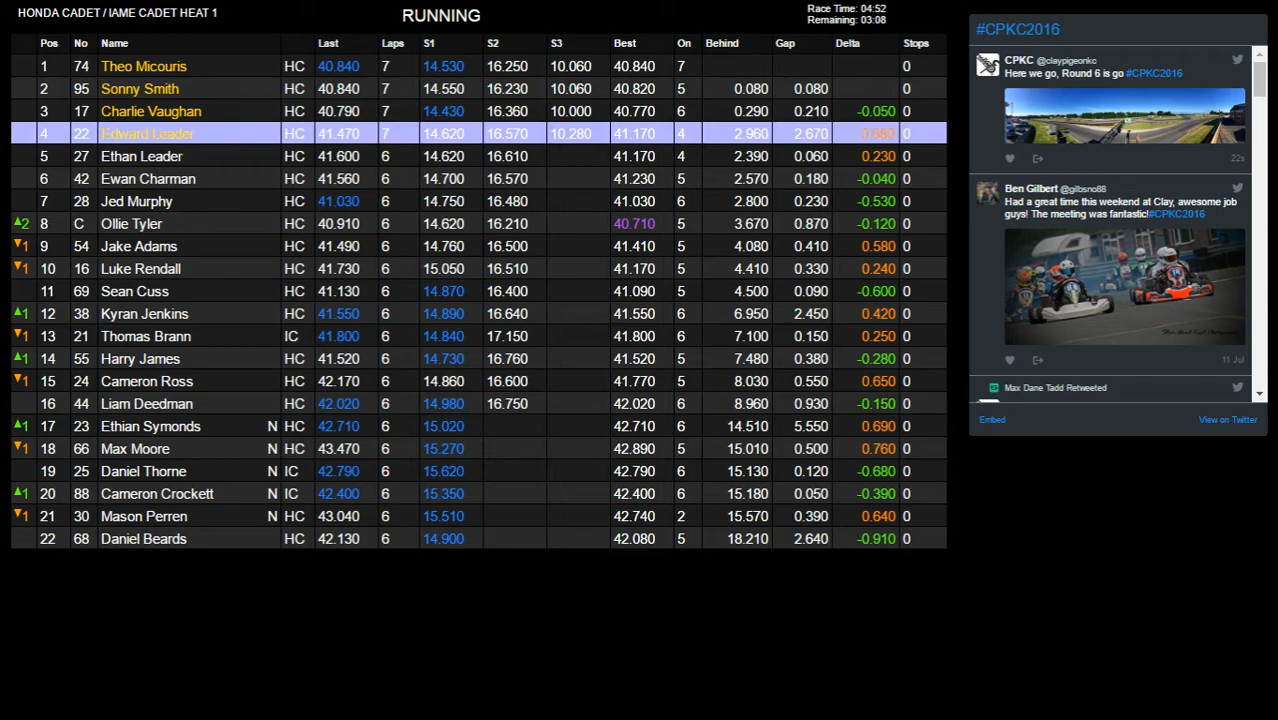 HONDA CADET / IAME CADET HEAT 1
RUNNING
Race Time: 04:52
Remaining: 03:08
Pos No Name Last Laps S1 S2 S3 Best On Behind Gap Delta Stops
1 74 Theo Micouris HC 40.840 7 14.530 16.250 10.060 40.840 7 0
2 95 Sonny Smith HC 40.840 7 14.550 16.230 10.060 40.820 5 0.080 0.080 0
3 17 Charlie Vaughan HC 40.790 7 14.430 16.360 10.000 40.770 6 0.290 0.210 -0.050 0
4 22 Edward Leader HC 41.470 7 14.620 16.570 10.280 41.170 4 2.960 2.670 0.680 0
5 27 Ethan Leader HC 41.600 6 14.620 16.610 41.170 4 2.390 0.060 0.230 0
6 42 Ewan Charman HC 41.560 6 14.700 16.570 41.230 5 2.570 0.180 -0.040 0
7 28 Jed Murphy HC 41.030 6 14.750 16.480 41.030 6 2.800 0.230 -0.530 0
2 8 C Ollie Tyler HC 40.910 6 14.620 16.210 40.710 5 3.670 0.870 -0.120 0
1 9 54 Jake Adams HC 41.490 6 14.760 16.500 41.410 5 4.080 0.410 0.580 0
1 10 16 Luke Rendall HC 41.730 6 15.050 16.510 41.170 5 4.410 0.330 0.240 0
11 69 Sean Cuss HC 41.130 6 14.870 16.400 41.090 5 4.500 0.090 -0.600 0
1 12 38 Kyran Jenkins HC 41.550 6 14.890 16.640 41.550 6 6.950 2.450 0.420 0
1 13 21 Thomas Brann IC 41.800 6 14.840 17.150 41.800 6 7.100 0.150 0.250 0
1 14 55 Harry James HC 41.520 6 14.730 16.760 41.520 5 7.480 0.380 -0.280 0
1 15 24 Cameron Ross HC 42.170 6 14.860 16.600 41.770 5 8.030 0.550 0.650 0
16 44 Liam Deedman HC 42.020 6 14.980 16.750 42.020 6 8.960 0.930 -0.150 0
1 17 23 Ethian Symonds N HC 42.710 6 15.020 42.710 6 14.510 5.550 0.690 0
1 18 66 Max Moore N HC 43.470 6 15.270 42.890 5 15.010 0.500 0.760 0
19 25 Daniel Thorne N IC 42.790 6 15.620 42.790 6 15.130 0.120 -0.680 0
1 20 88 Cameron Crockett N IC 42.400 6 15.350 42.400 6 15.180 0.050 -0.390 0
1 21 30 Mason Perren N HC 43.040 6 15.510 42.740 2 15.570 0.390 0.640 0
22 68 Daniel Beards HC 42.130 6 14.900 42.080 5 18.210 2.640 -0.910 0
#CPKC2016
CPKC @claypigeonkc
Here we go, Round 6 is go #CPKC2016
22s
Ben Gilbert @gilbsno88
Had a great time this weekend at Clay, awesome job
guys! The meeting was fantastic!#CPKC2016
11 Jul
Max Dane Tadd Retweeted
Embed
View on Twitter